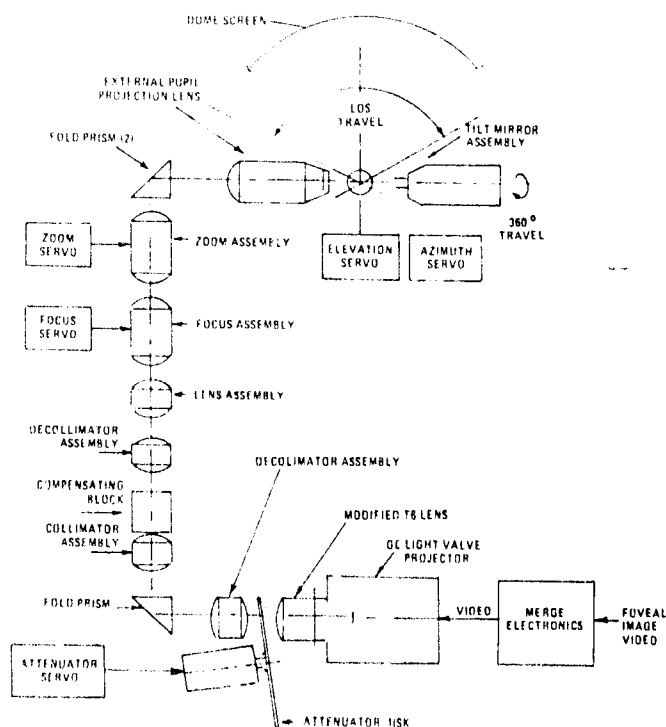 DOME SCREEN
EXTERNAL PUPIL
PROJECTION LENS
LOS
TRAVEL
TILT MIRROR
ASSEMBLY
FOLD PRISM (2)
360°
TRAVEL
ZOOM
SERVO
ZOOM ASSEMBLY
ELEVATION
SERVO
AZIMUTH
SERVO
FOCUS
SERVO
FOCUS ASSEMBLY
LENS ASSEMBLY
DECOLLIMATOR
ASSEMBLY
DECOLIMATOR ASSEMBLY
COMPENSATING
BLOCK
MODIFIED T6 LENS
COLLIMATOR
ASSEMBLY
GE LIGHT VALVE
PROJECTOR
FOLD PRISM
VIDEO
MERGE
ELECTRONICS
FOVEAL
IMAGE
VIDEO
ATTENUATOR
SERVO
ATTENUATOR DISK